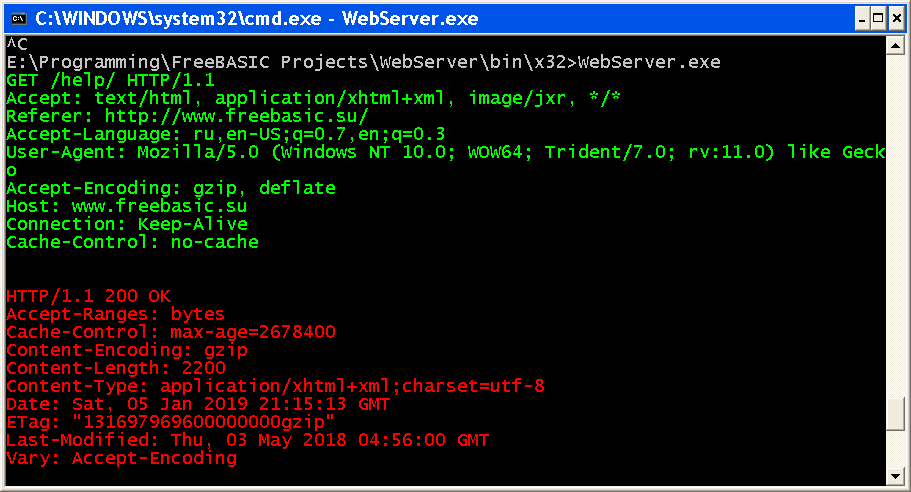 C:\WINDOWS\system32\cmd.exe - WebServer.exe
^C
E:\Programming\FreeBASIC Projects\WebServer\bin\x32>WebServer.exe
GET /help/ HTTP/1.1
Accept: text/html, application/xhtml+xml, image/jxr, */*
Referer: http://www.freebasic.su/
Accept-Language: ru,en-US;q=0.7,en;q=0.3
User-Agent: Mozilla/5.0 (Windows NT 10.0; WOW64; Trident/7.0; rv:11.0) like Geck
o
Accept-Encoding: gzip, deflate
Host: www.freebasic.su
Connection: Keep-Alive
Cache-Control: no-cache
HTTP/1.1 200 OK
Accept-Ranges: bytes
Cache-Control: max-age=2678400
Content-Encoding: gzip
Content-Length: 2200
Content-Type: application/xhtml+xml;charset=utf-8
Date: Sat, 05 Jan 2019 21:15:13 GMT
ETag: "131697969600000000gzip"
Last-Modified: Thu, 03 May 2018 04:56:00 GMT
Vary: Accept-Encoding